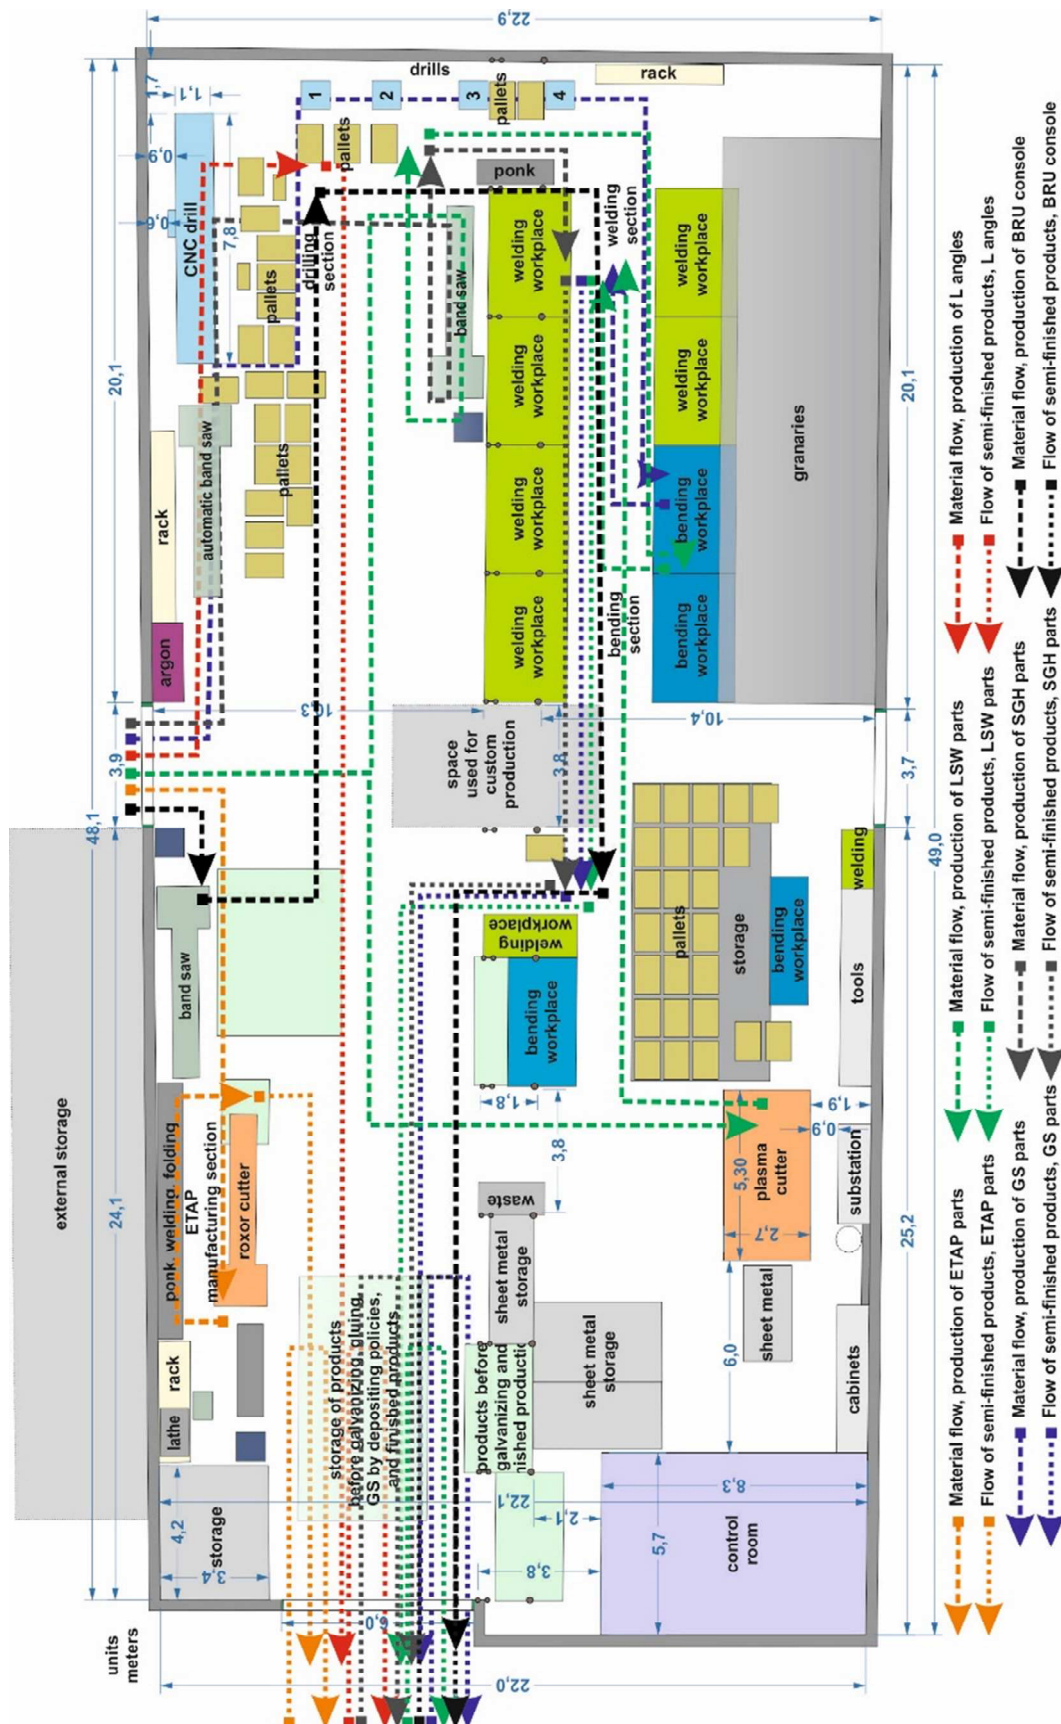 22,9
48,1
20,1
3,9
24,1
1,7
1,1
0,9
0,6
7,8
CNC drill
drills
1
2
3
4
pallets
pallets
rack
drilling
section
pallets
band saw
ponk
welding
workplace
welding
workplace
welding
workplace
welding
workplace
welding
section
welding
workplace
welding
workplace
bending
workplace
bending
workplace
bending
section
granaries
20,1
rack
automatic band saw
pallets
argon
10,3
10,4
3,8
space
used for
custom
production
3,7
49,0
external storage
band saw
welding
workplace
bending
workplace
1,8
3,8
pallets
storage
bending
workplace
welding
tools
1,9
0,9
substation
5,30
2,7
plasma
cutter
ponk, welding, folding
ETAP
manufacturing section
roxor cutter
waste
sheet metal
storage
sheet metal
storage
sheet metal
6,0
25,2
cabinets
rack
lathe
storage
4,2
3,4
storage of products
before galvanizing, gluing
GS by depositing policies,
and finished products
products before
galvanizing and
nished productio
22,1
2,1
3,8
8,3
5,7
control
room
6,0
22,0
units
meters
Material flow, production of ETAP parts
Flow of semi-finished products, ETAP parts
Material flow, production of GS parts
Flow of semi-finished products, GS parts
Material flow, production of LSW parts
Flow of semi-finished products, LSW parts
Material flow, production of SGH parts
Flow of semi-finished products, SGH parts
Material flow, production of L angles
Flow of semi-finished products, L angles
Material flow, production of BRU console
Flow of semi-finished products, BRU console